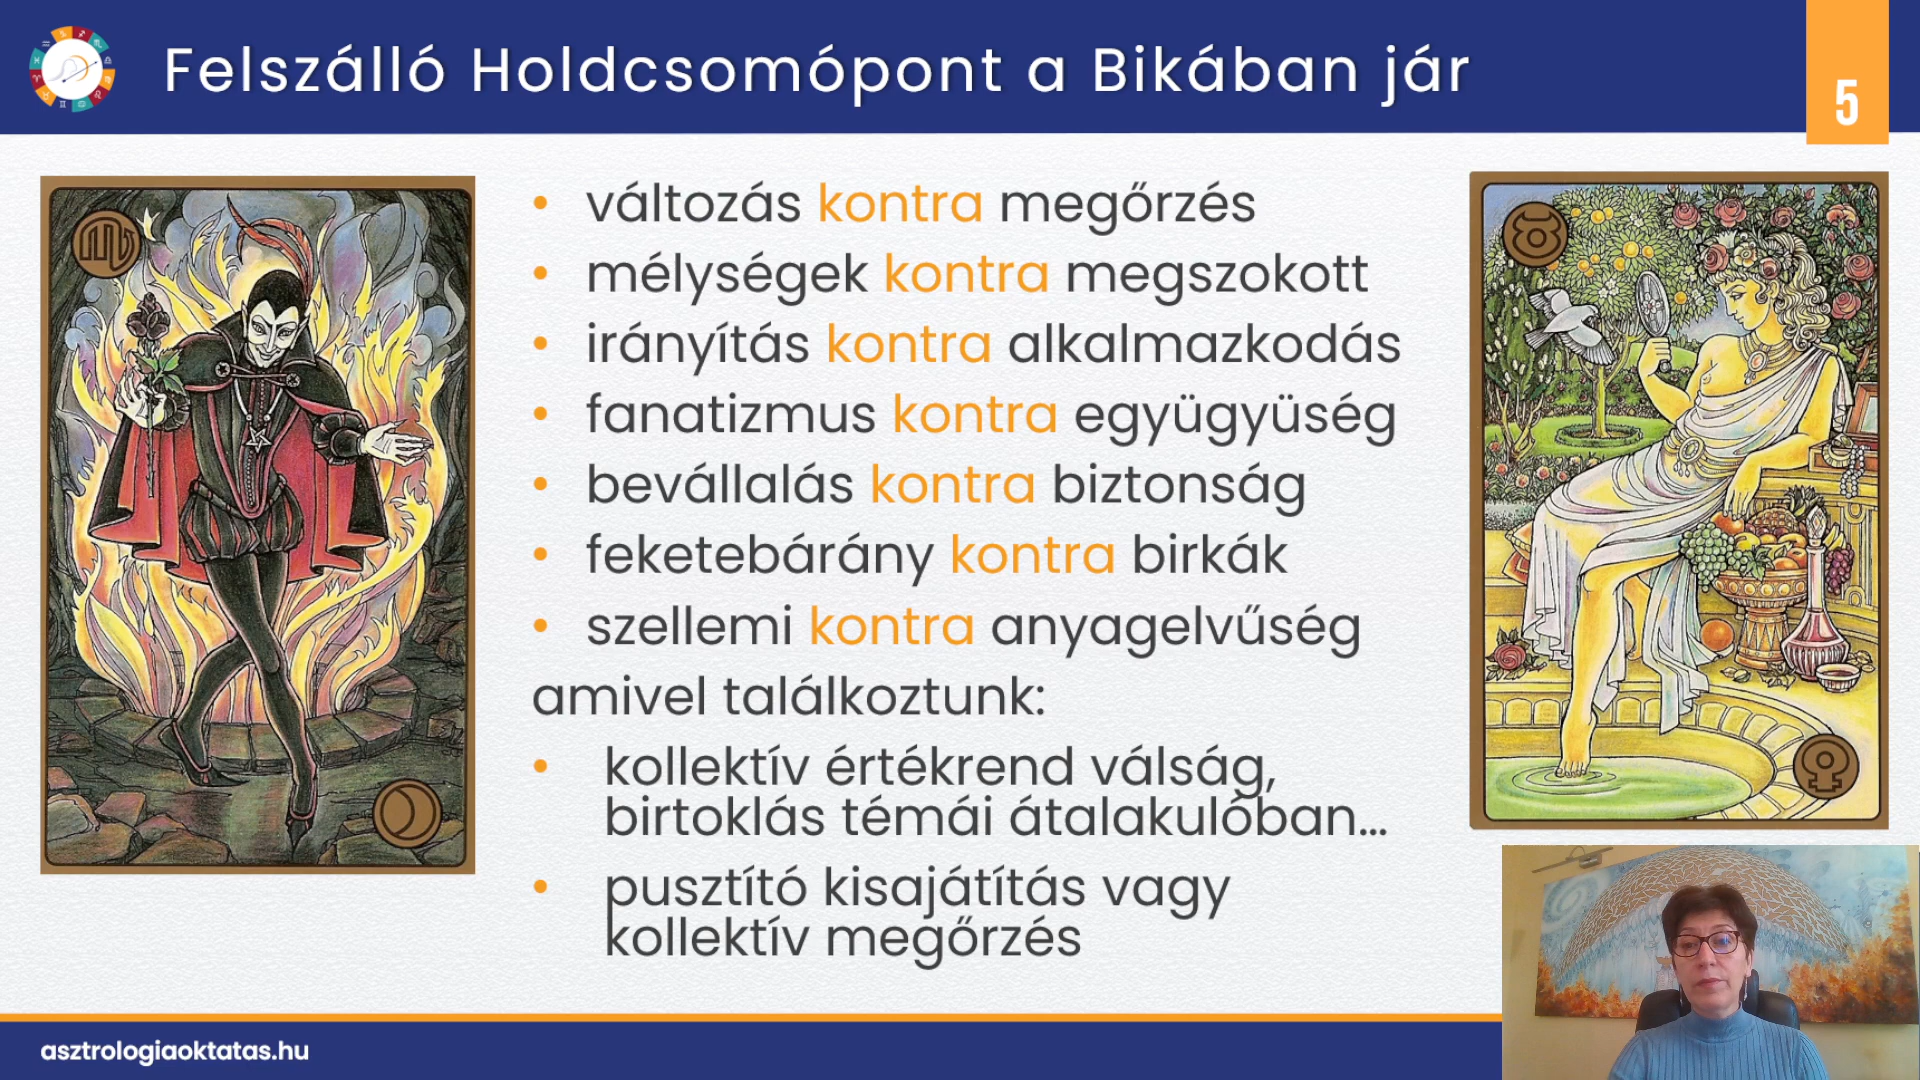 Felszálló Holdcsomópont a Bikában jár
5
• változás kontra megőrzés
• mélységek kontra megszokott
• irányítás kontra alkalmazkodás
• fanatizmus kontra együgyüség
• bevállalás kontra biztonság
• feketebárány kontra birkák
• szellemi kontra anyagelvűség
amivel találkoztunk:
• kollektív értékrend válság,
birtoklás témái átalakulóban...
• pusztító kisajátítás vagy
kollektív megőrzés
asztrologiaoktatas.hu